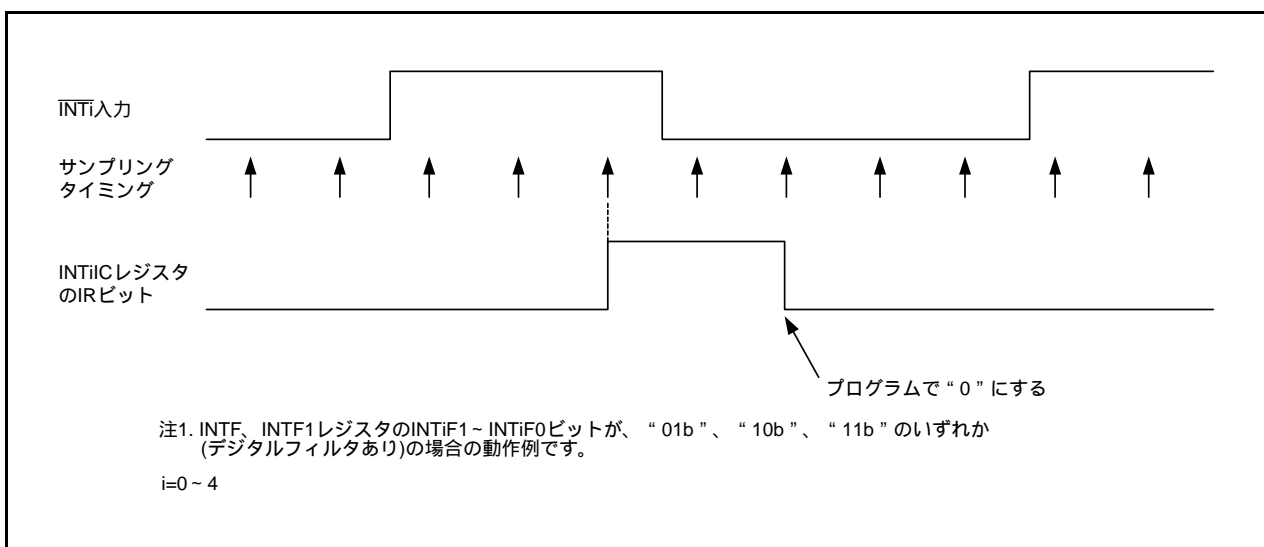 INTi入力
サンプリング
タイミング
INTiICレジスタ
のIRビット
プログラムで“0”にする
注1. INTF、INTF1レジスタのINTiF1~INTiF0ビットが、“01b”、“10b”、“11b”のいずれか
(デジタルフィルタあり)の場合の動作例です。
i=0~4